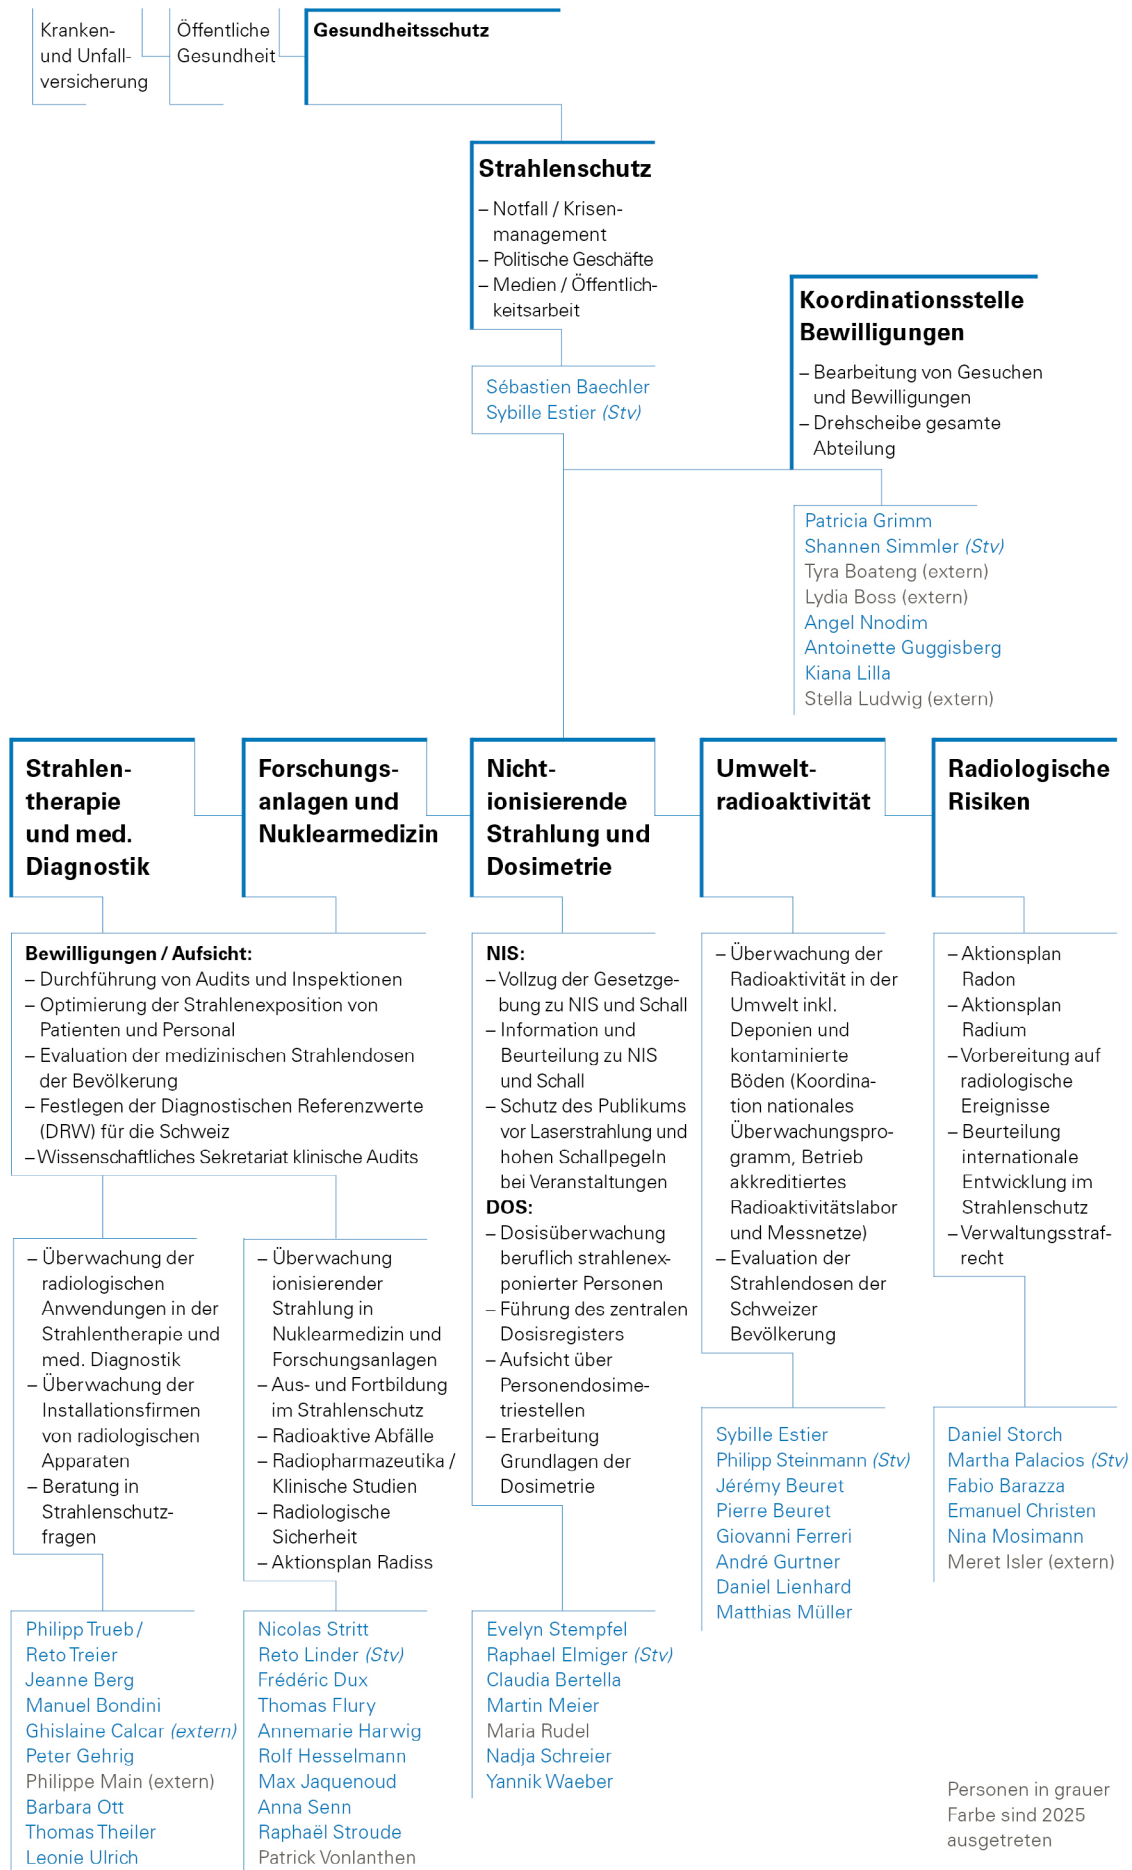 Kranken-
und Unfall-
versicherung
Öffentliche
Gesundheit
Gesundheitsschutz
Strahlenschutz
– Notfall / Krisen-
management
– Politische Geschäfte
– Medien / Öffentlich-
keitsarbeit
Sébastien Baechler
Sybille Estier (Stv)
Koordinationsstelle
Bewilligungen
– Bearbeitung von Gesuchen
und Bewilligungen
– Drehscheibe gesamte
Abteilung
Patricia Grimm
Shannen Simmler (Stv)
Tyra Boateng (extern)
Lydia Boss (extern)
Angel Nnodim
Antoinette Guggisberg
Kiana Lilla
Stella Ludwig (extern)
Strahlen-
therapie
und med.
Diagnostik
Forschungs-
anlagen und
Nuklearmedizin
Nicht-
ionisierende
Strahlung und
Dosimetrie
Umwelt-
radioaktivität
Radiologische
Risiken
Bewilligungen / Aufsicht:
– Durchführung von Audits und Inspektionen
– Optimierung der Strahlenexposition von
Patienten und Personal
– Evaluation der medizinischen Strahlendosen
der Bevölkerung
– Festlegen der Diagnostischen Referenzwerte
(DRW) für die Schweiz
– Wissenschaftliches Sekretariat klinische Audits
– Überwachung der
radiologischen
Anwendungen in der
Strahlentherapie und
med. Diagnostik
– Überwachung der
Installationsfirmen
von radiologischen
Apparaten
– Beratung in
Strahlenschutz-
fragen
Philipp Trueb/
Reto Treier
Jeanne Berg
Manuel Bondini
Ghislaine Calcar (extern)
Peter Gehrig
Philippe Main (extern)
Barbara Ott
Thomas Theiler
Leonie Ulrich
– Überwachung
ionisierender
Strahlung in
Nuklearmedizin und
Forschungsanlagen
– Aus- und Fortbildung
im Strahlenschutz
– Radioaktive Abfälle
– Radiopharmazeutika /
Klinische Studien
– Radiologische
Sicherheit
– Aktionsplan Radiss
Nicolas Stritt
Reto Linder (Stv)
Frédéric Dux
Thomas Flury
Annemarie Harwig
Rolf Hesselmann
Max Jaquenoud
Anna Senn
Raphaël Stroude
Patrick Vonlanthen
NIS:
– Vollzug der Gesetzge-
bung zu NIS und Schall
– Information und
Beurteilung zu NIS
und Schall
– Schutz des Publikums
vor Laserstrahlung und
hohen Schallpegeln
bei Veranstaltungen
DOS:
– Dosisüberwachung
beruflich strahlenex-
ponierter Personen
– Führung des zentralen
Dosisregisters
– Aufsicht über
Personendosime-
triestellen
– Erarbeitung
Grundlagen der
Dosimetrie
Evelyn Stempfel
Raphael Elmiger (Stv)
Claudia Bertella
Martin Meier
Maria Rudel
Nadja Schreier
Yannik Waeber
– Überwachung der
Radioaktivität in der
Umwelt inkl.
Deponien und
kontaminierte
Böden (Koordina-
tion nationales
Überwachungspro-
gramm, Betrieb
akkreditiertes
Radioaktivitätslabor
und Messnetze)
– Evaluation der
Strahlendosen der
Schweizer
Bevölkerung
Sybille Estier
Philipp Steinmann (Stv)
Jérémy Beuret
Pierre Beuret
Giovanni Ferreri
André Gurtner
Daniel Lienhard
Matthias Müller
– Aktionsplan
Radon
– Aktionsplan
Radium
– Vorbereitung auf
radiologische
Ereignisse
– Beurteilung
internationale
Entwicklung im
Strahlenschutz
– Verwaltungsstraf-
recht
Daniel Storch
Martha Palacios (Stv)
Fabio Barazza
Emanuel Christen
Nina Mosimann
Meret Isler (extern)
Personen in grauer
Farbe sind 2025
ausgetreten